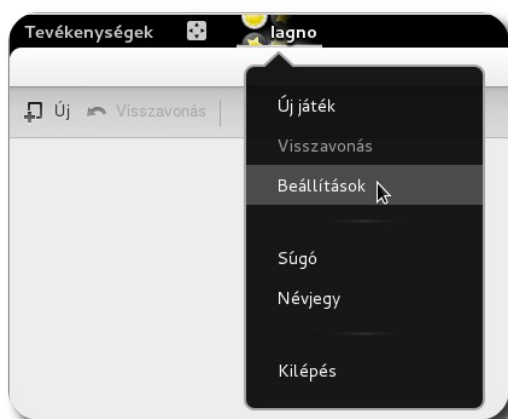 Tevékenységek lagno
Új Visszavonás
Új játék
Visszavonás
Beállítások
Súgó
Névjegy
Kilépés